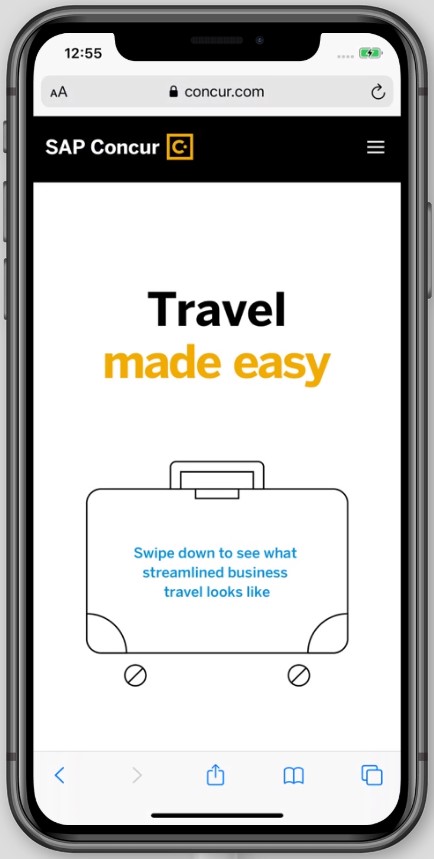 12:55
AA
concur.com
SAP Concur C
Travel
made easy
Swipe down to see what
streamlined business
travel looks like